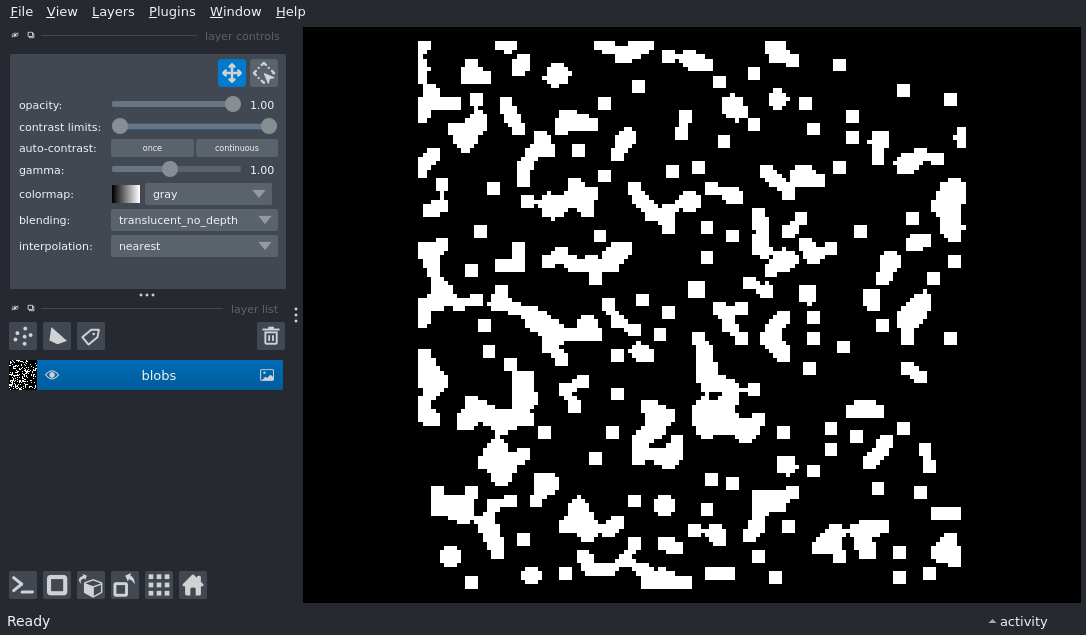 File View Layers Plugins Window Help
layer controls
opacity: 1.00
contrast limits:
auto-contrast: once continuous
gamma: 1.00
colormap: gray
blending: translucent_no_depth
interpolation: nearest
layer list
blobs
Ready activity